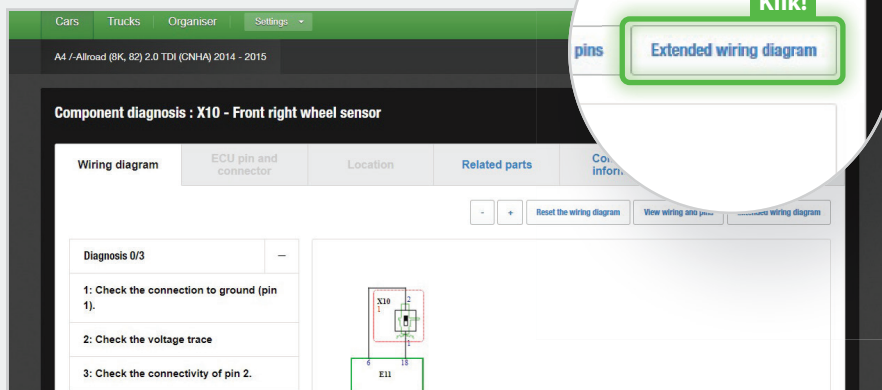 Klik!
Cars Trucks Organiser Settings
pins Extended wiring diagram
A4 /-Allroad (8K, 82) 2.0 TDI (CNHA) 2014 - 2015
Component diagnosis : X10 - Front right wheel sensor
Wiring diagram
ECU pin and
connector
Location
Related parts
- + Reset the wiring diagram View wiring and pins Extended wiring diagram
Diagnosis 0/3 –
1: Check the connection to ground (pin
1).
2: Check the voltage trace
3: Check the connectivity of pin 2.
X10 2
1
1
6 18
E11